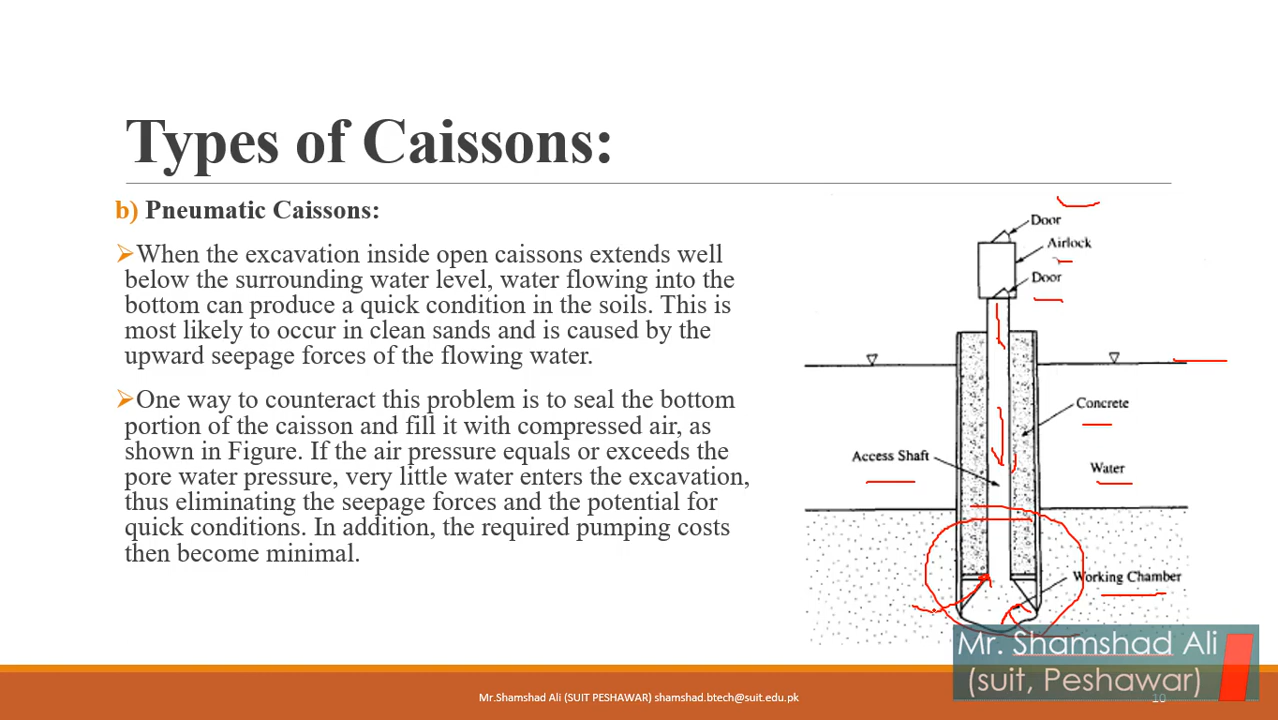 Types of Caissons:
b) Pneumatic Caissons:
When the excavation inside open caissons extends well
below the surrounding water level, water flowing into the
bottom can produce a quick condition in the soils. This is
most likely to occur in clean sands and is caused by the
upward seepage forces of the flowing water.
One way to counteract this problem is to seal the bottom
portion of the caisson and fill it with compressed air, as
shown in Figure. If the air pressure equals or exceeds the
pore water pressure, very little water enters the excavation,
thus eliminating the seepage forces and the potential for
quick conditions. In addition, the required pumping costs
then become minimal.
Door
Airlock
Door
Concrete
Access Shaft
Water
Working Chamber
Mr. Shamshad Ali
(suit, Peshawar)
Mr.Shamshad Ali (SUIT PESHAWAR) shamshad.btech@suit.edu.pk
10